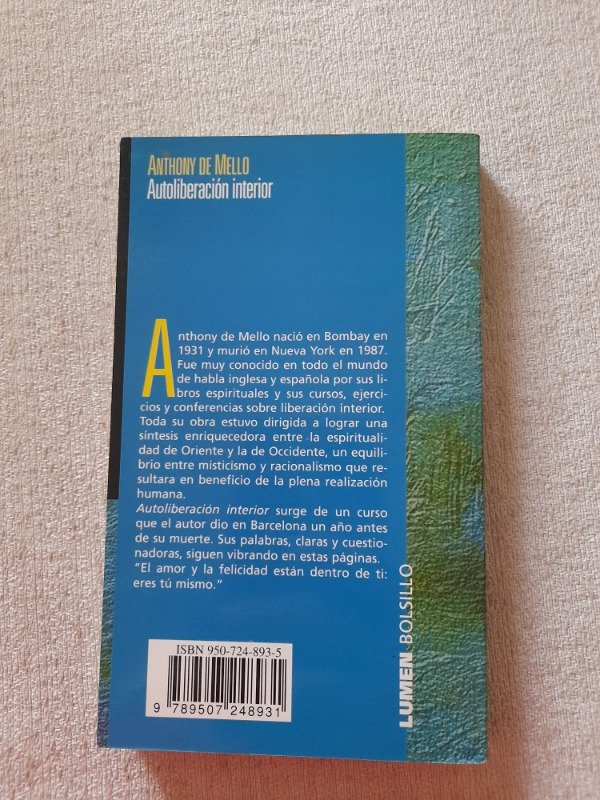 ANTHONY DE MELLO
Autoliberación interior
Anthony de Mello nació en Bombay en
1931 y murió en Nueva York en 1987.
Fue muy conocido en todo el mundo
de habla inglesa y española por sus li-
bros espirituales y sus cursos, ejerci-
cios y conferencias sobre liberación interior.
Toda su obra estuvo dirigida a lograr una
síntesis enriquecedora entre la espirituali-
dad de Oriente y la de Occidente, un equili-
brio entre misticismo y racionalismo que re-
sultara en beneficio de la plena realización
humana.
Autoliberación interior surge de un curso
que el autor dio en Barcelona un año antes
de su muerte. Sus palabras, claras y cuestio-
nadoras, siguen vibrando en estas páginas.
“El amor y la felicidad están dentro de ti:
eres tú mismo.”
ISBN 950-724-893-5
9 789507 248931
LUMEN BOLSILLO